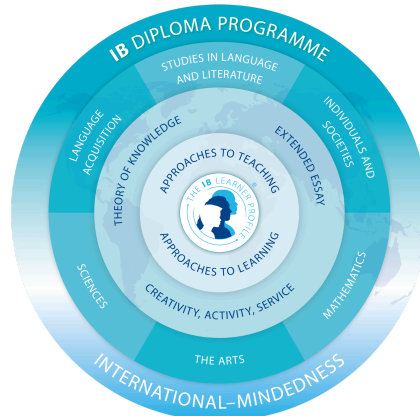 IB DIPLOMA PROGRAMME
STUDIES IN LANGUAGE
AND LITERATURE
LANGUAGE
ACQUISITION
INDIVIDUALS AND
SOCIETIES
THEORY OF KNOWLEDGE
EXTENDED ESSAY
APPROACHES TO TEACHING
THE IB LEARNER PROFILE
®
APPROACHES TO LEARNING
CREATIVITY, ACTIVITY, SERVICE
SCIENCES
MATHEMATICS
THE ARTS
INTERNATIONAL–MINDEDNESS